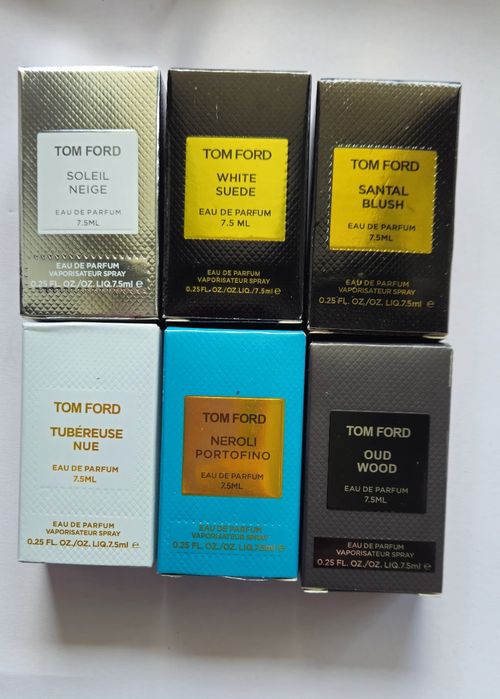 TOM FORD
SOLEIL
NEIGE
EAU DE PARFUM
7.5ML
EAU DE PARFUM
VAPORISATEUR SPRAY
0.25 FL. OZ./OZ. LIQ.7.5ml e
TOM FORD
WHITE
SUEDE
EAU DE PARFUM
7.5 ML
EAU DE PARFUM
VAPORISATEUR SPRAY
0.25 FL.OZ./OZ. LIQ./7.5ml e
TOM FORD
SANTAL
BLUSH
EAU DE PARFUM
7.5ML
EAU DE PARFUM
VAPORISATEUR SPRAY
0.25 FL. OZ./OZ. LIQ.7.5ml e
TOM FORD
TUBÉREUSE
NUE
EAU DE PARFUM
7.5ML
EAU DE PARFUM
VAPORISATEUR SPRAY
0.25 FL. OZ./OZ. LIQ.7.5ml e
TOM FORD
NEROLI
PORTOFINO
EAU DE PARFUM
7.5ML
EAU DE PARFUM
VAPORISATEUR SPRAY
0.25 FL. OZ./OZ. LIQ.7.5ml e
TOM FORD
OUD
WOOD
EAU DE PARFUM
7.5ML
EAU DE PARFUM
VAPORISATEUR SPRAY
0.25 FL. OZ./OZ. LIQ.7.5ml e